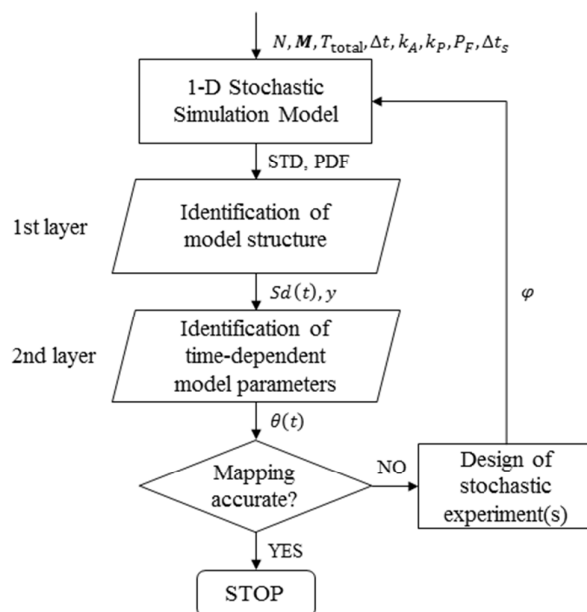 N, M, T_total, Δt, k_A, k_P, P_F, Δt_s
1-D Stochastic
Simulation Model
STD, PDF
1st layer
Identification of
model structure
Sd(t), y
φ
2nd layer
Identification of
time-dependent
model parameters
θ(t)
Mapping
accurate?
NO
Design of
stochastic
experiment(s)
YES
STOP